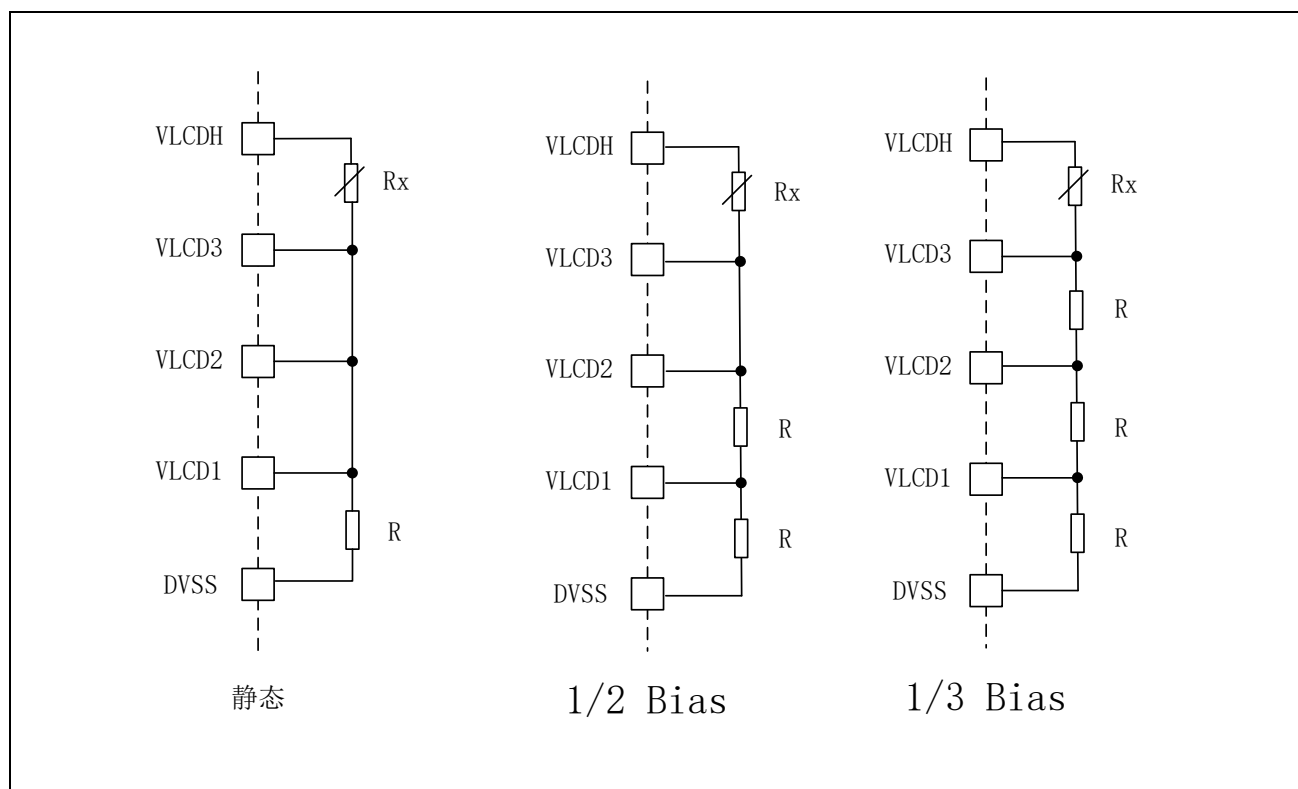 VLCDH
Rx
VLCD3
VLCD2
VLCD1
R
DVSS
静态
VLCDH
Rx
VLCD3
VLCD2
R
VLCD1
R
DVSS
1/2 Bias
VLCDH
Rx
VLCD3
R
VLCD2
R
VLCD1
R
DVSS
1/3 Bias